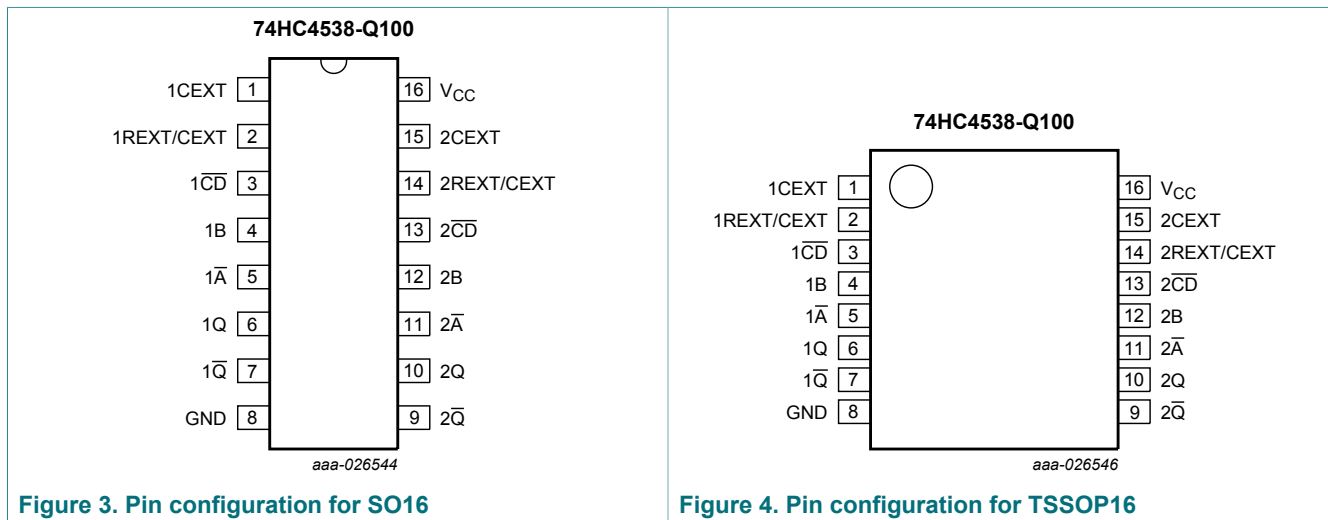 74HC4538-Q100
1CEXT 1 16 VCC
1REXT/CEXT 2 15 2CEXT
1C̅D̅ 3 14 2REXT/CEXT
1B 4 13 2C̅D̅
1A̅ 5 12 2B
1Q 6 11 2A̅
1Q̅ 7 10 2Q
GND 8 9 2Q̅
aaa-026544
Figure 3. Pin configuration for SO16
74HC4538-Q100
1CEXT 1 16 VCC
1REXT/CEXT 2 15 2CEXT
1C̅D̅ 3 14 2REXT/CEXT
1B 4 13 2C̅D̅
1A̅ 5 12 2B
1Q 6 11 2A̅
1Q̅ 7 10 2Q
GND 8 9 2Q̅
aaa-026546
Figure 4. Pin configuration for TSSOP16